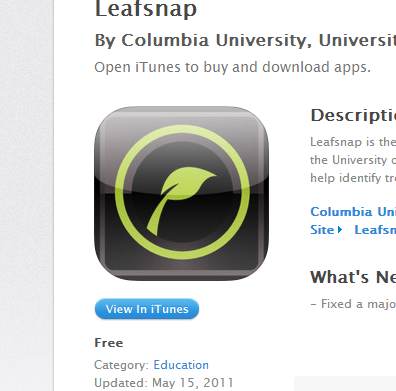 Leafsnap
By Columbia University, Universit
Open iTunes to buy and download apps.
Descripti
Leafsnap is the
the University o
help identify tr
Columbia Uni
Site Leafsn
View In iTunes
What's Ne
- Fixed a majo
Free
Category: Education
Updated: May 15, 2011